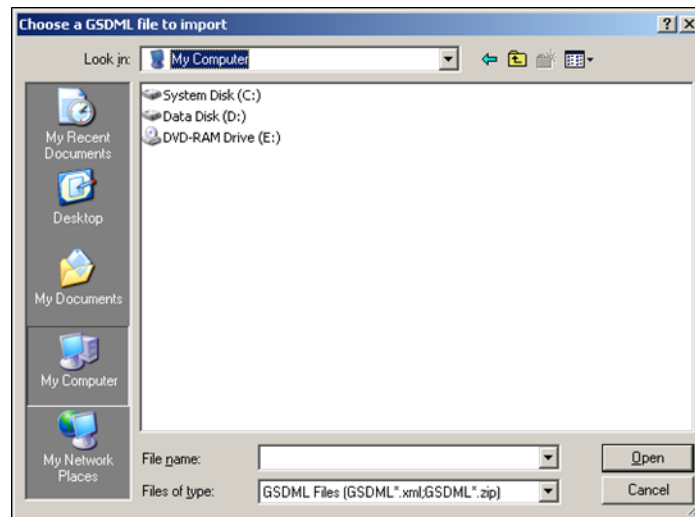 Choose a GSDML file to import
Look in:
My Computer
My Recent
Documents
Desktop
My Documents
My Computer
My Network
Places
System Disk (C:)
Data Disk (D:)
DVD-RAM Drive (E:)
File name:
Open
Files of type:
GSDML Files (GSDML*.xml;GSDML*.zip)
Cancel